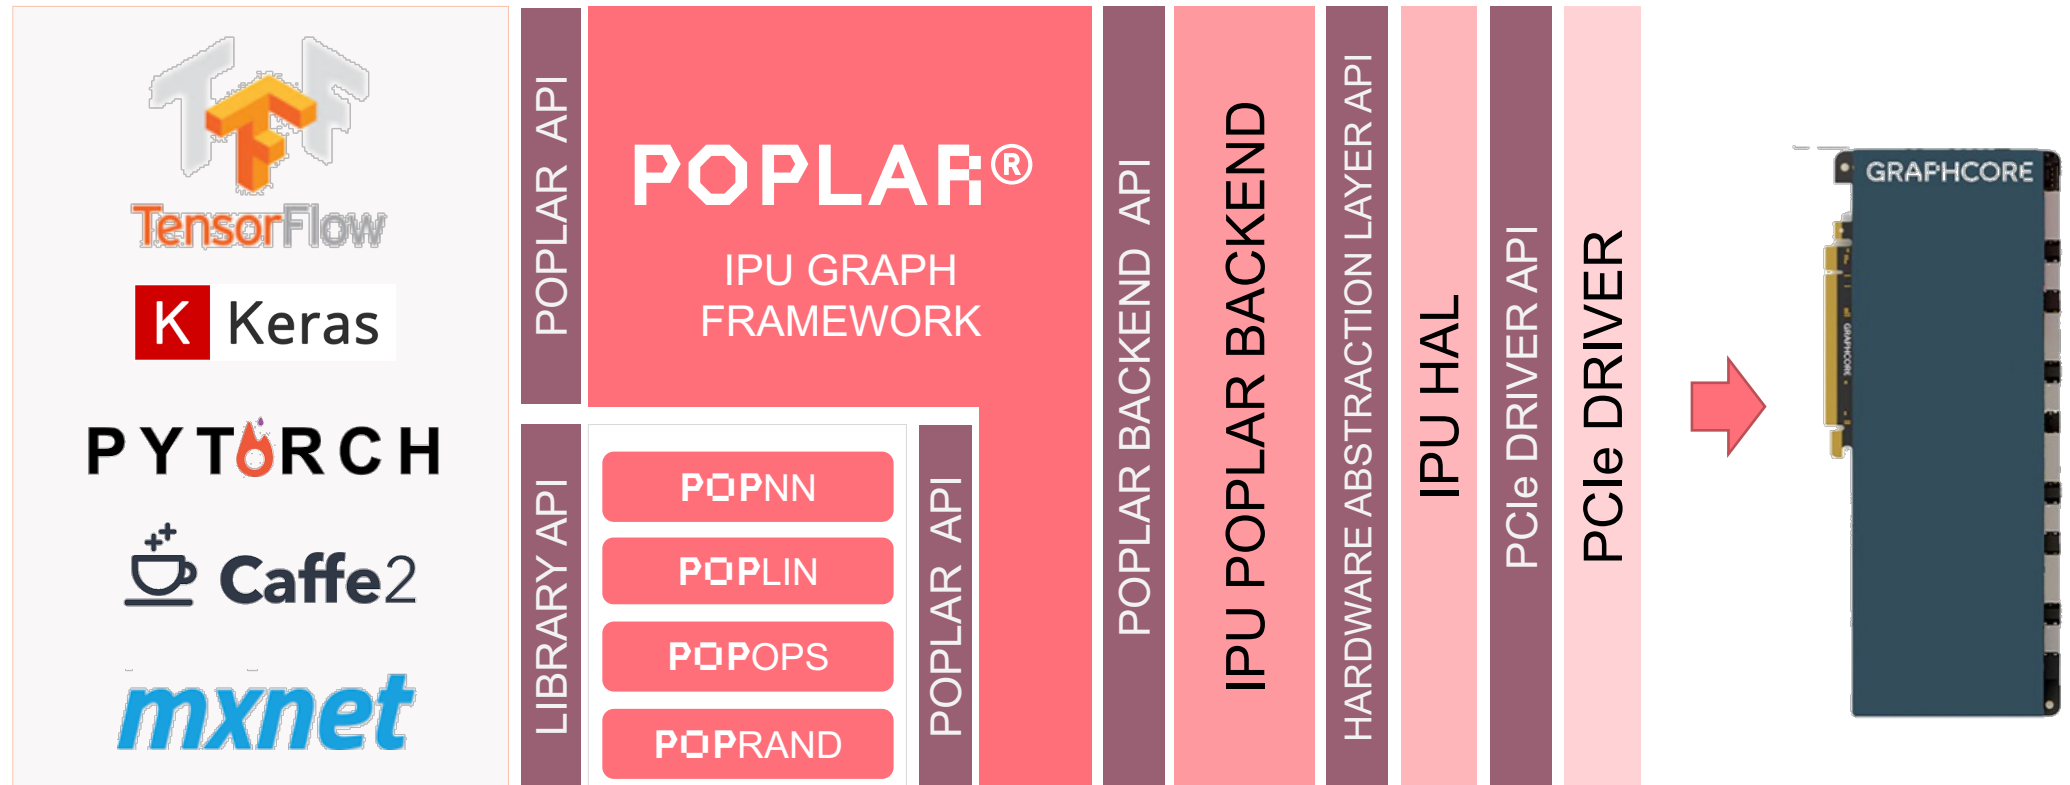 TensorFlow
K Keras
PYTORCH
Caffe2
mxnet
POPLAR API
LIBRARY API
POPLAR®
IPU GRAPH
FRAMEWORK
POPNN
POPLIN
POPOPS
POPRAND
POPLAR API
POPLAR BACKEND API
IPU POPLAR BACKEND
HARDWARE ABSTRACTION LAYER API
IPU HAL
PCIe DRIVER API
PCIe DRIVER
GRAPHCORE
GRAPHCORE